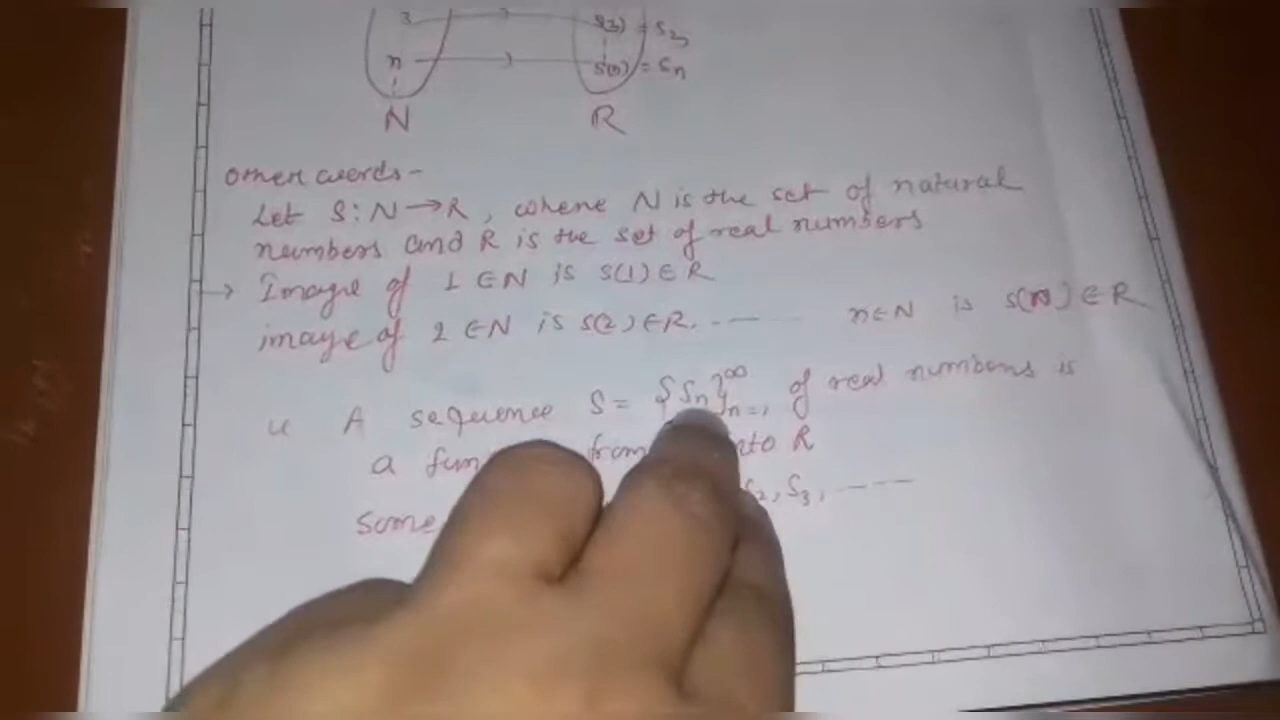 3 s(3) = S3
n s(n) = Sn
N R
Other words -
Let S : N → R , where N is the set of natural
numbers and R is the set of real numbers
→ Image of 1 ∈ N is s(1) ∈ R
image of 2 ∈ N is s(2) ∈ R. .---- n ∈ N is s(n) ∈ R
A sequence S = {Sn}∞n=1 of real numbers is
a from into R
S2, S3, -----